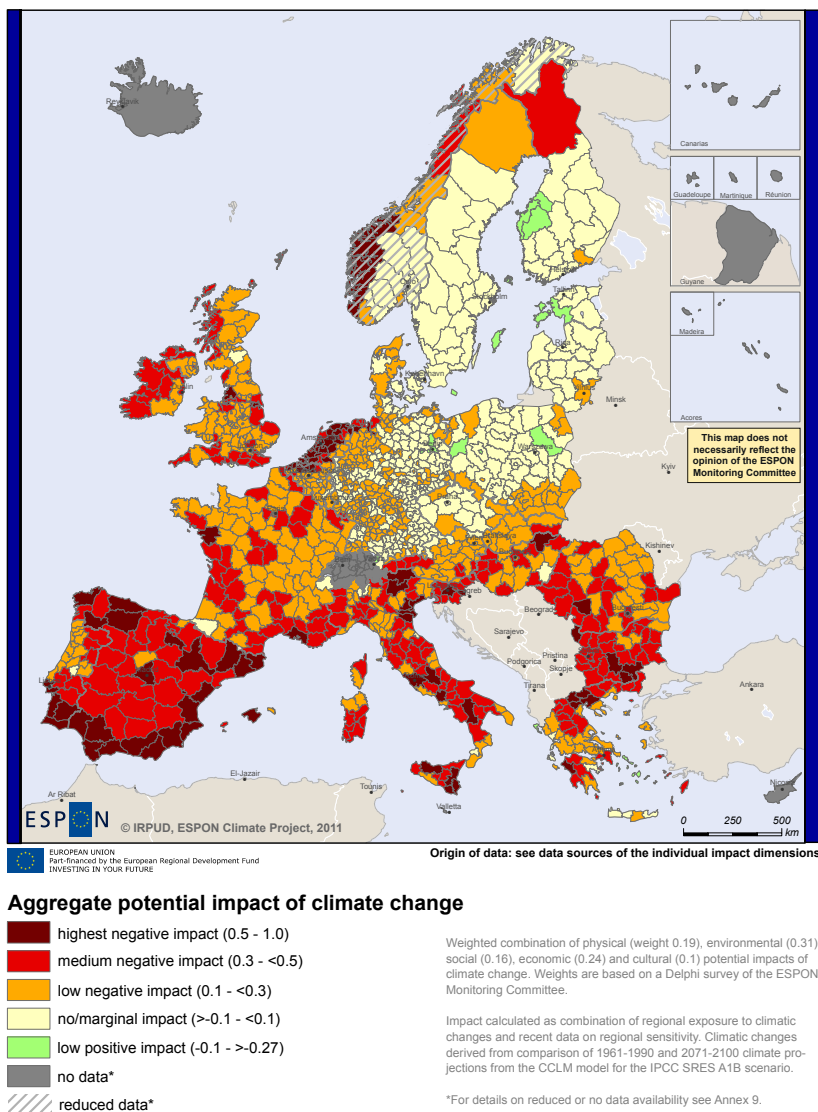 Reykjavik
Canarias
Guadeloupe
Martinique
Réunion
Guyane
Madeira
Acores
Oslo
Helsinki
Tallinn
Stockholm
Riga
København
Vilnius
Minsk
Dublin
This map does not
necessarily reflect the
opinion of the ESPON
Monitoring Committee
Warszawa
Kyiv
Praha
Kishinev
Bratislava
Zagreb
Beograd
Bucuresti
Sarajevo
Pristina
Podgorica
Skopje
Tirana
Ankara
El-Jazair
Tounis
Ar Ribat
Valletta
ESPON
© IRPUD, ESPON Climate Project, 2011
0 250 500
km
EUROPEAN UNION
Part-financed by the European Regional Development Fund
INVESTING IN YOUR FUTURE
Origin of data: see data sources of the individual impact dimensions
Aggregate potential impact of climate change
highest negative impact (0.5 - 1.0)
medium negative impact (0.3 - <0.5)
low negative impact (0.1 - <0.3)
no/marginal impact (>-0.1 - <0.1)
low positive impact (-0.1 - >-0.27)
no data*
reduced data*
Weighted combination of physical (weight 0.19), environmental (0.31)
social (0.16), economic (0.24) and cultural (0.1) potential impacts of
climate change. Weights are based on a Delphi survey of the ESPON
Monitoring Committee.
Impact calculated as combination of regional exposure to climatic
changes and recent data on regional sensitivity. Climatic changes
derived from comparison of 1961-1990 and 2071-2100 climate pro-
jections from the CCLM model for the IPCC SRES A1B scenario.
*For details on reduced or no data availability see Annex 9.